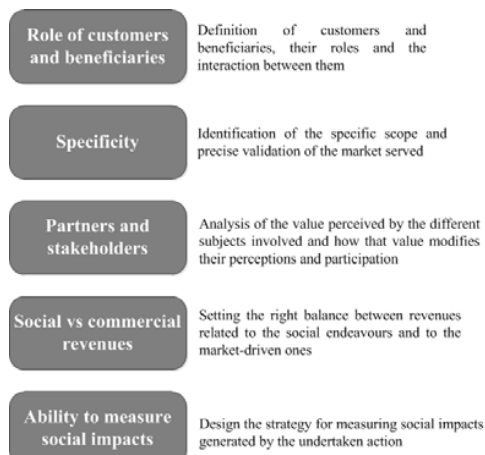 Role of customers
and beneficiaries
Definition of customers and
beneficiaries, their roles and the
interaction between them
Specificity
Identification of the specific scope and
precise validation of the market served
Partners and
stakeholders
Analysis of the value perceived by the different
subjects involved and how that value modifies
their perceptions and participation
Social vs commercial
revenues
Setting the right balance between revenues
related to the social endeavours and to the
market-driven ones
Ability to measure
social impacts
Design the strategy for measuring social impacts
generated by the undertaken action